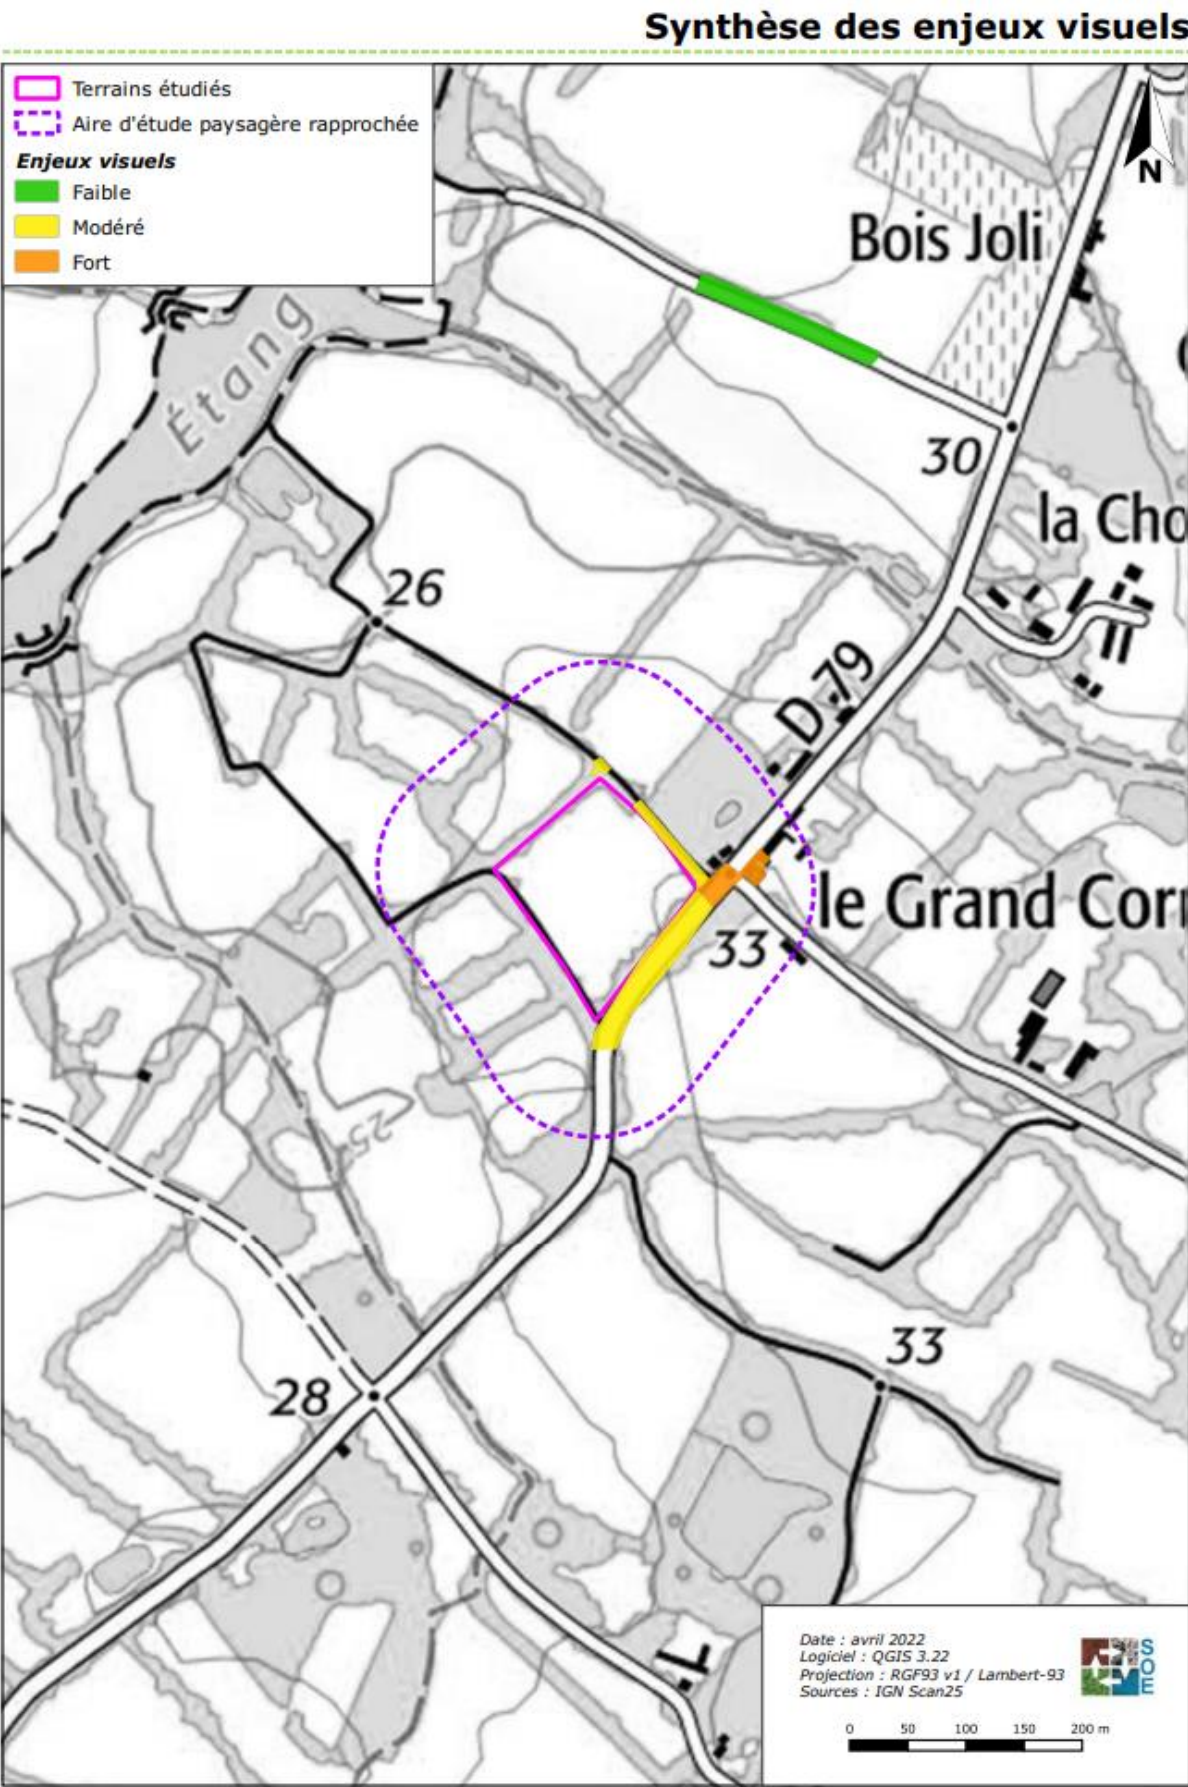 Synthèse des enjeux visuels
Terrains étudiés
Aire d'étude paysagère rapprochée
Enjeux visuels
Faible
Modéré
Fort
N
Bois Joli
Étang
30
la Cho
26
D 79
le Grand Corr
33
25
33
28
Date : avril 2022
Logiciel : QGIS 3.22
Projection : RGF93 v1 / Lambert-93
Sources : IGN Scan25
SOE
0 50 100 150 200 m